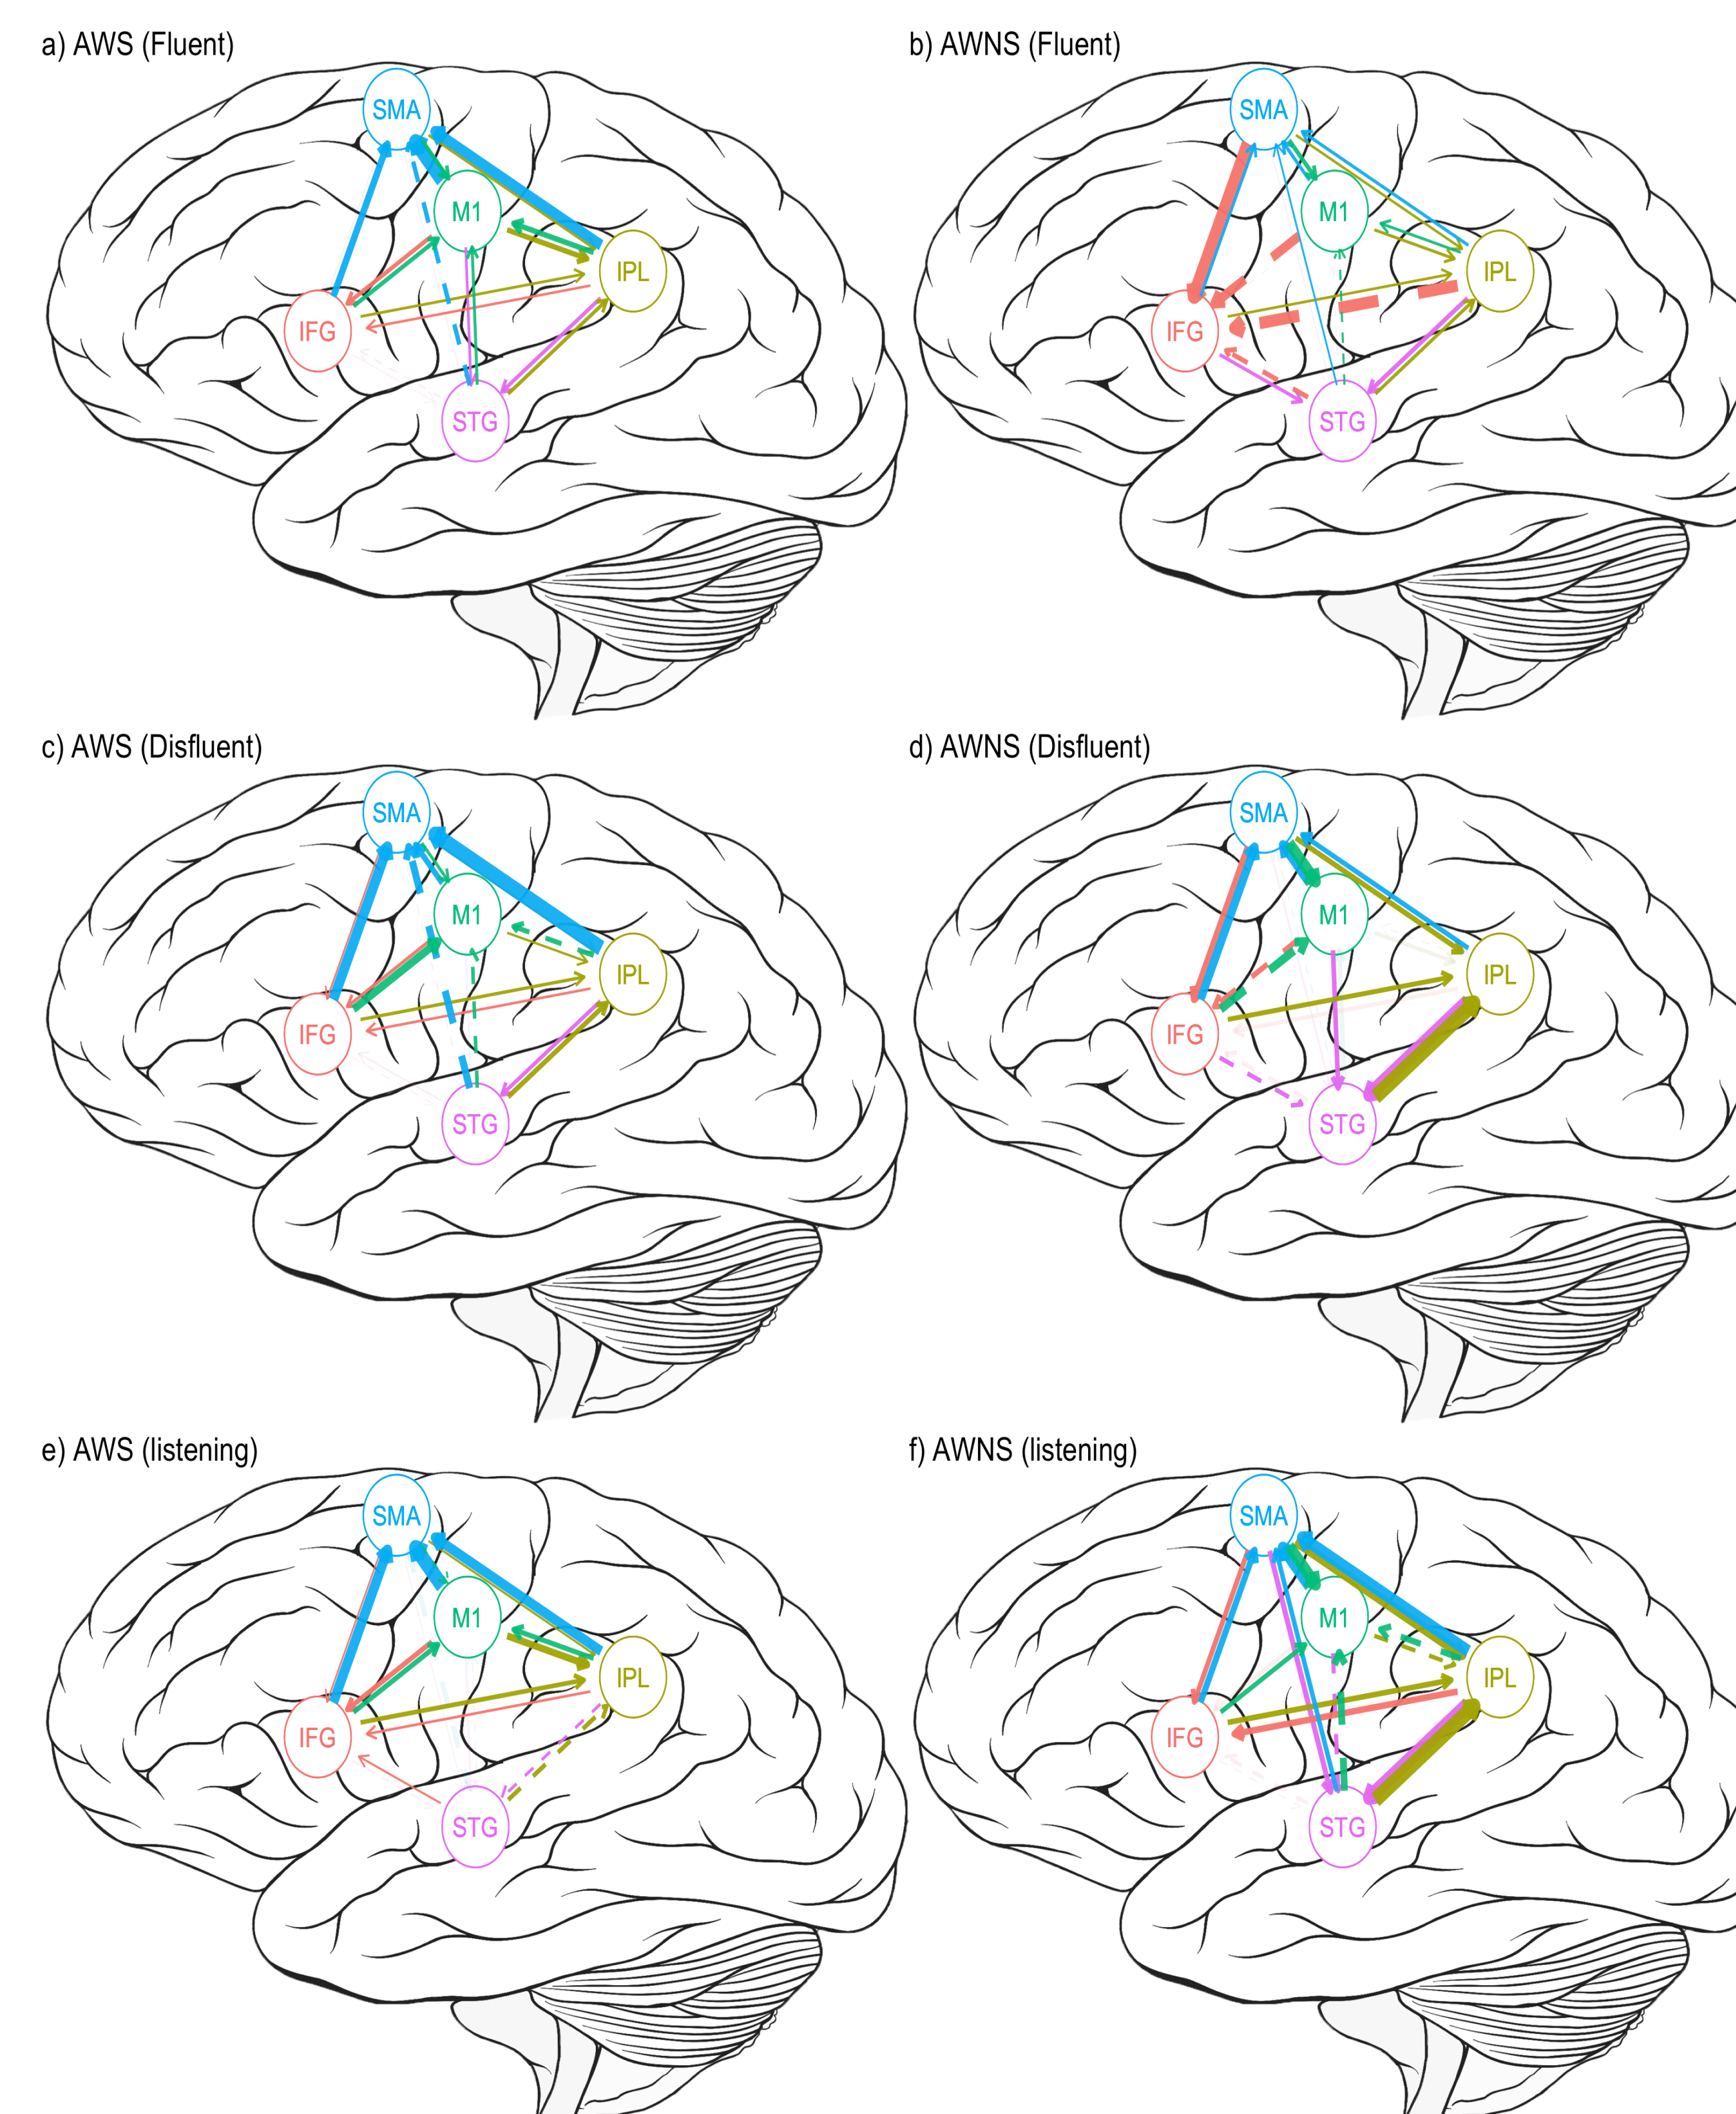 a) AWS (Fluent)
SMA
M1
IPL
IFG
STG
b) AWNS (Fluent)
SMA
M1
IPL
IFG
STG
c) AWS (Disfluent)
SMA
M1
IPL
IFG
STG
d) AWNS (Disfluent)
SMA
M1
IPL
IFG
STG
e) AWS (listening)
SMA
M1
IPL
IFG
STG
f) AWNS (listening)
SMA
M1
IPL
IFG
STG